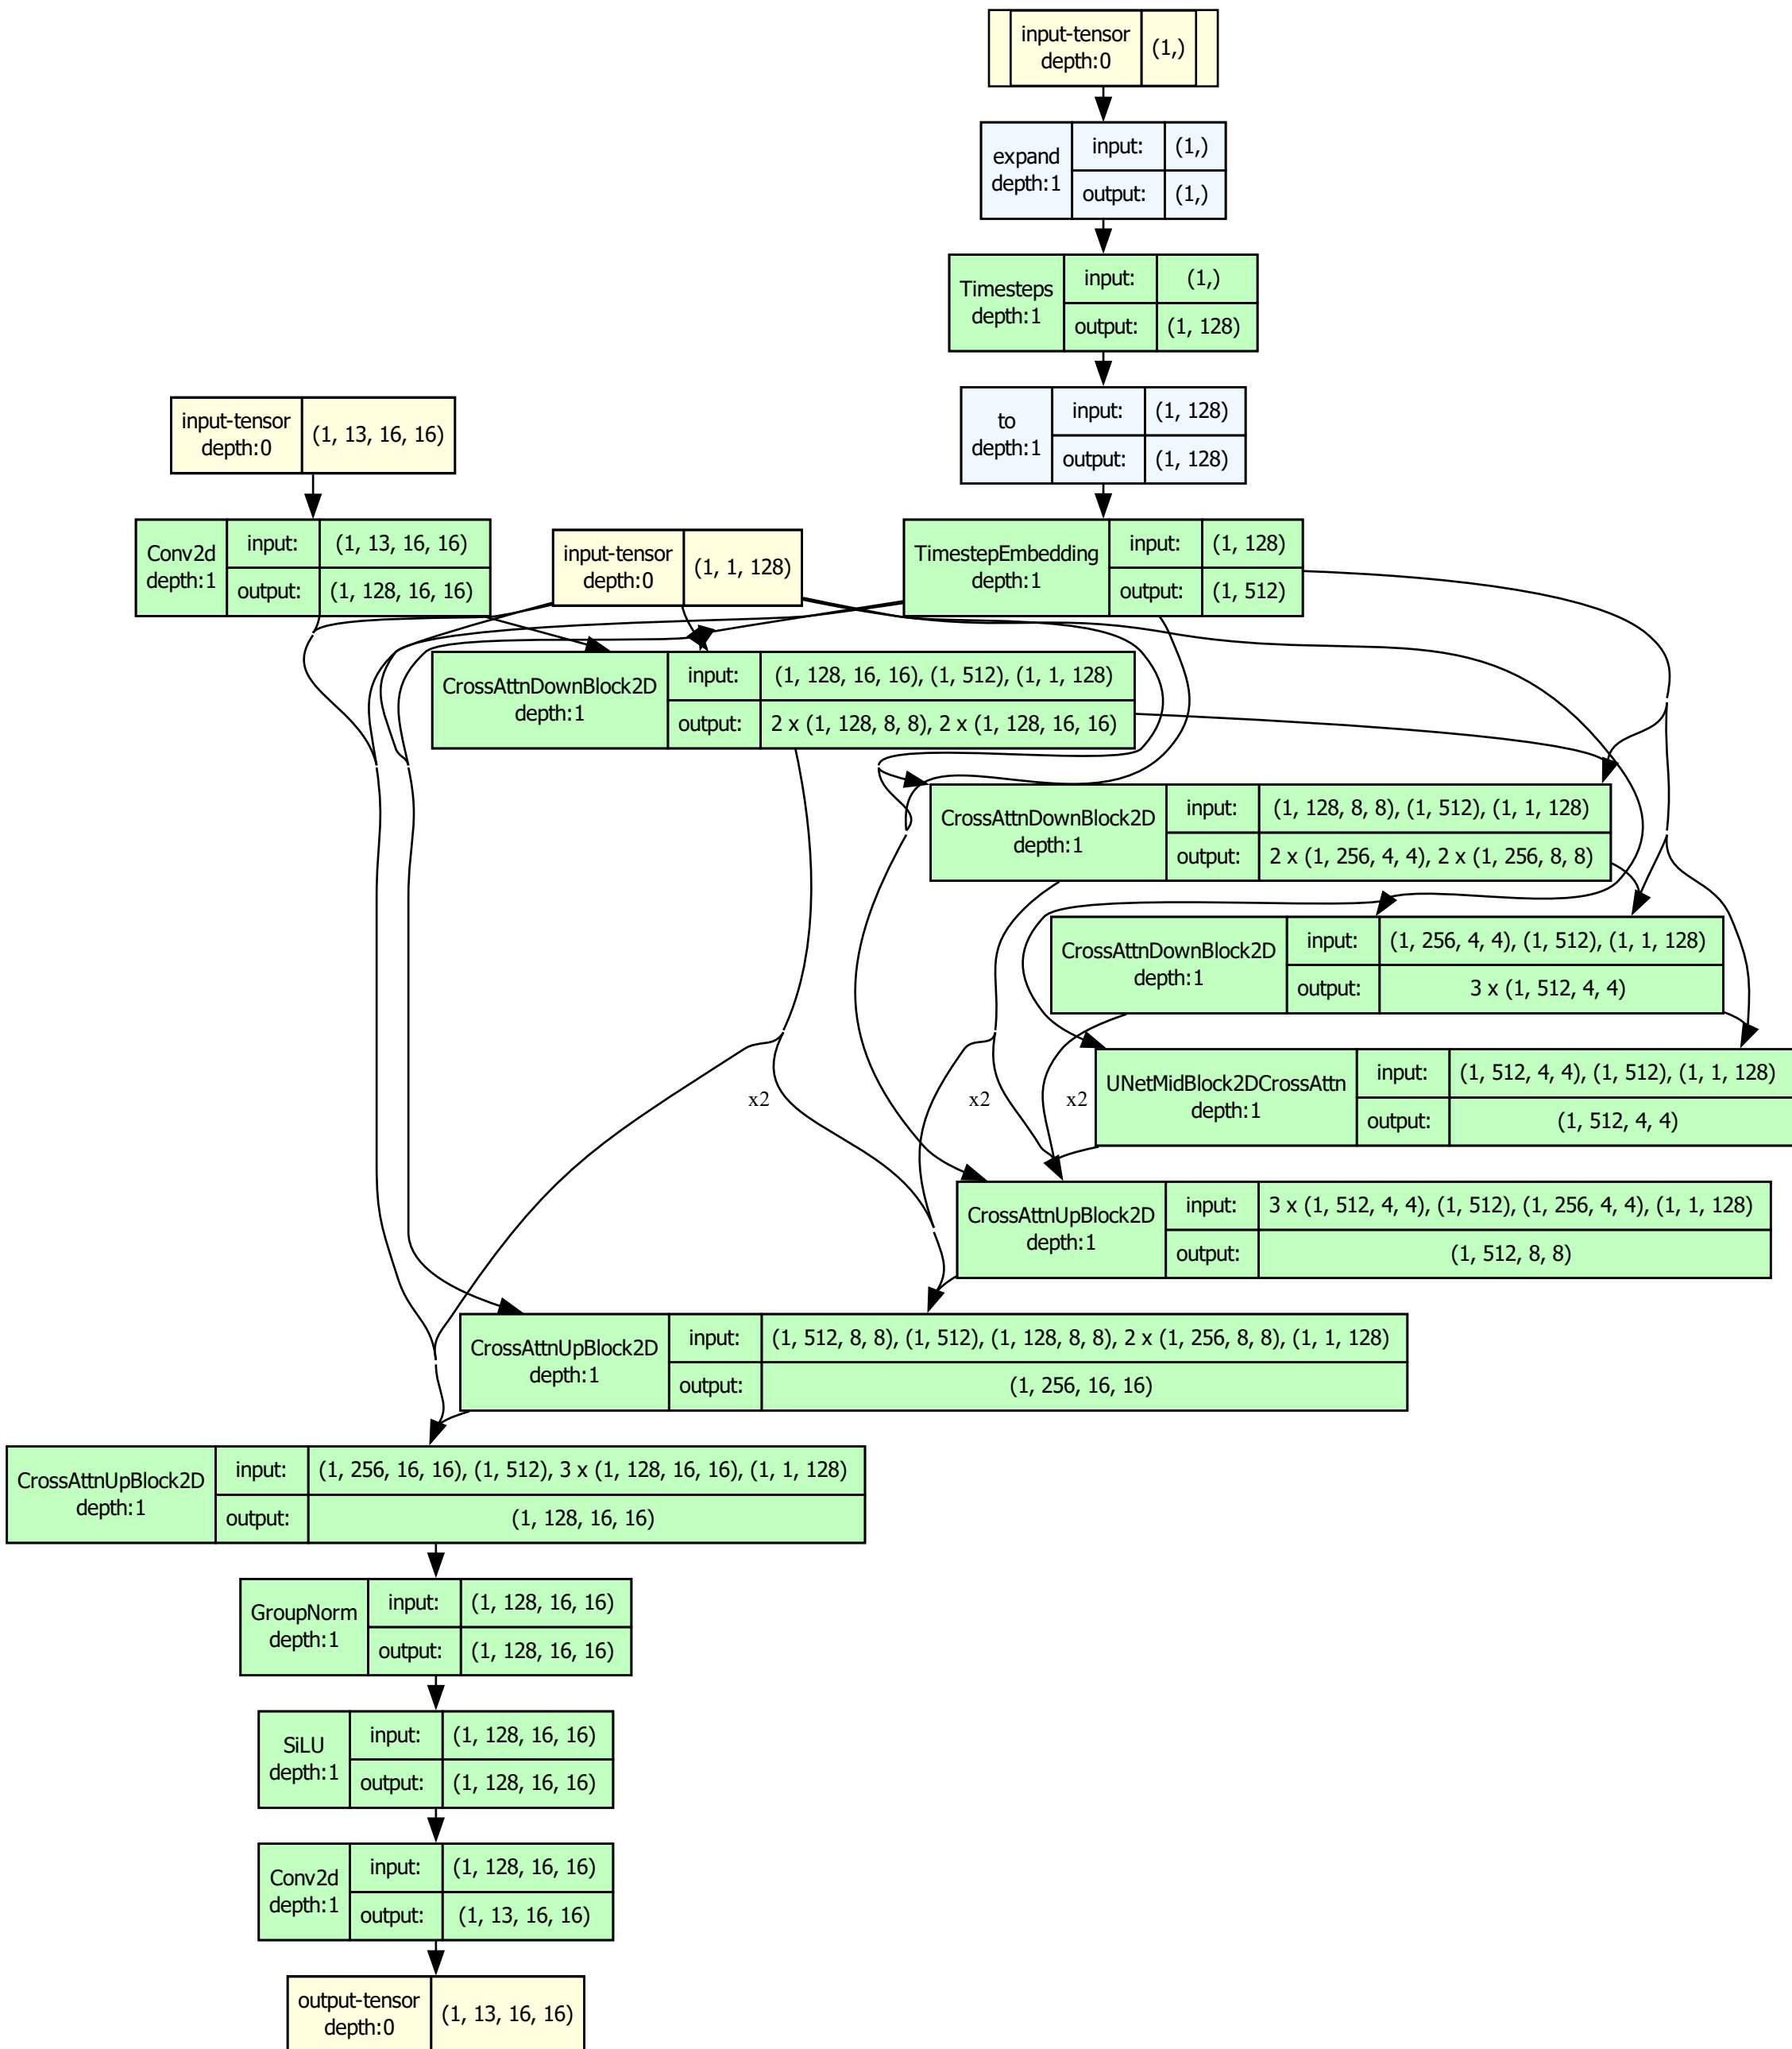 input-tensor
depth:0
(1,)
expand
depth:1
input:
(1,)
output:
(1,)
Timesteps
depth:1
input:
(1,)
output:
(1, 128)
to
depth:1
input:
(1, 128)
output:
(1, 128)
input-tensor
depth:0
(1, 13, 16, 16)
Conv2d
depth:1
input:
(1, 13, 16, 16)
output:
(1, 128, 16, 16)
input-tensor
depth:0
(1, 1, 128)
TimestepEmbedding
depth:1
input:
(1, 128)
output:
(1, 512)
CrossAttnDownBlock2D
depth:1
input:
(1, 128, 16, 16), (1, 512), (1, 1, 128)
output:
2 x (1, 128, 8, 8), 2 x (1, 128, 16, 16)
CrossAttnDownBlock2D
depth:1
input:
(1, 128, 8, 8), (1, 512), (1, 1, 128)
output:
2 x (1, 256, 4, 4), 2 x (1, 256, 8, 8)
CrossAttnDownBlock2D
depth:1
input:
(1, 256, 4, 4), (1, 512), (1, 1, 128)
output:
3 x (1, 512, 4, 4)
x2
x2
x2
UNetMidBlock2DCrossAttn
depth:1
input:
(1, 512, 4, 4), (1, 512), (1, 1, 128)
output:
(1, 512, 4, 4)
CrossAttnUpBlock2D
depth:1
input:
3 x (1, 512, 4, 4), (1, 512), (1, 256, 4, 4), (1, 1, 128)
output:
(1, 512, 8, 8)
CrossAttnUpBlock2D
depth:1
input:
(1, 512, 8, 8), (1, 512), (1, 128, 8, 8), 2 x (1, 256, 8, 8), (1, 1, 128)
output:
(1, 256, 16, 16)
CrossAttnUpBlock2D
depth:1
input:
(1, 256, 16, 16), (1, 512), 3 x (1, 128, 16, 16), (1, 1, 128)
output:
(1, 128, 16, 16)
GroupNorm
depth:1
input:
(1, 128, 16, 16)
output:
(1, 128, 16, 16)
SiLU
depth:1
input:
(1, 128, 16, 16)
output:
(1, 128, 16, 16)
Conv2d
depth:1
input:
(1, 128, 16, 16)
output:
(1, 13, 16, 16)
output-tensor
depth:0
(1, 13, 16, 16)